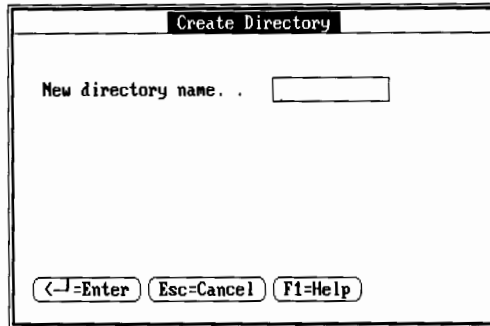 Create Directory
New directory name. .
<┘=Enter Esc=Cancel F1=Help